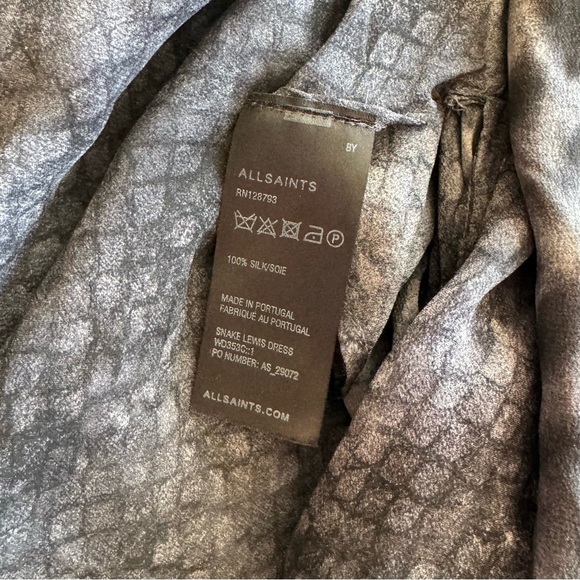 BY
ALLSAINTS
RN128793
P
100% SILK/SOIE
MADE IN PORTUGAL
FABRIQUÉ AU PORTUGAL
SNAKE LEWIS DRESS
PO NUMBER: AS_29072
ALLSAINTS.COM